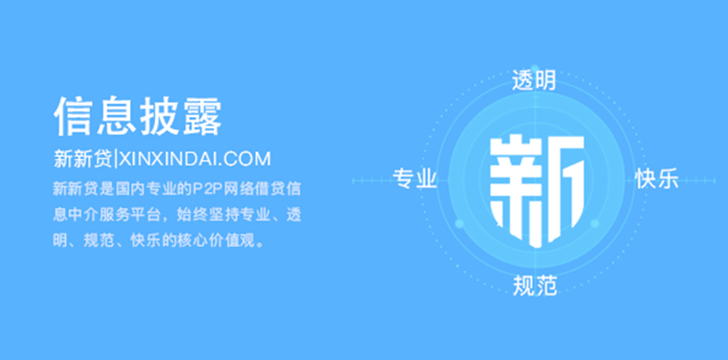 信息披露
新新贷|XINXINDAI.COM
新新贷是国内专业的P2P网络借贷信
息中介服务平台，始终坚持专业、透
明、规范、快乐的核心价值观。
透明
专业
新
快乐
规范